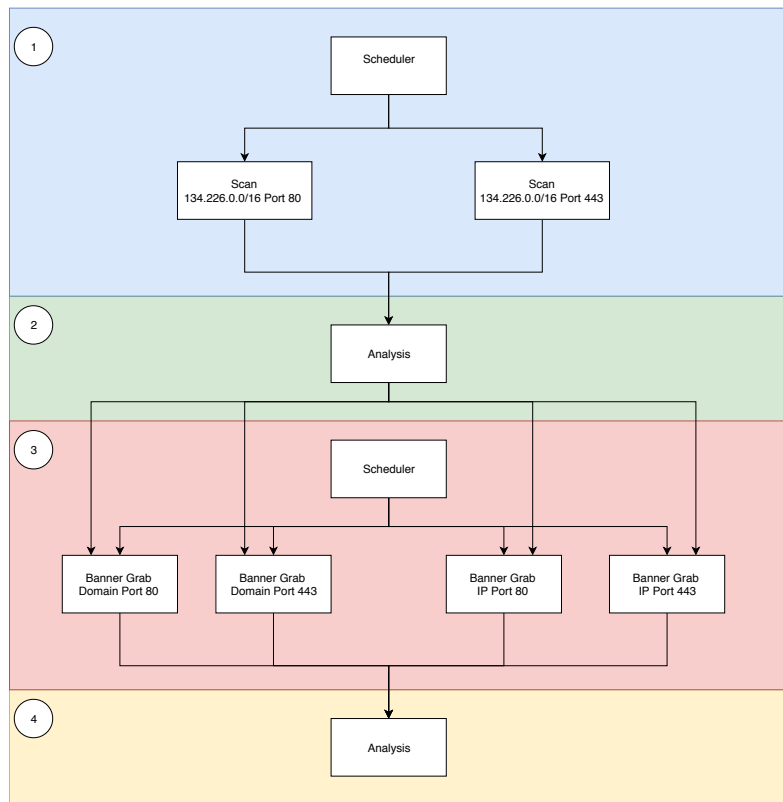 1
Scheduler
Scan
134.226.0.0/16 Port 80
Scan
134.226.0.0/16 Port 443
2
Analysis
3
Scheduler
Banner Grab
Domain Port 80
Banner Grab
Domain Port 443
Banner Grab
IP Port 80
Banner Grab
IP Port 443
4
Analysis